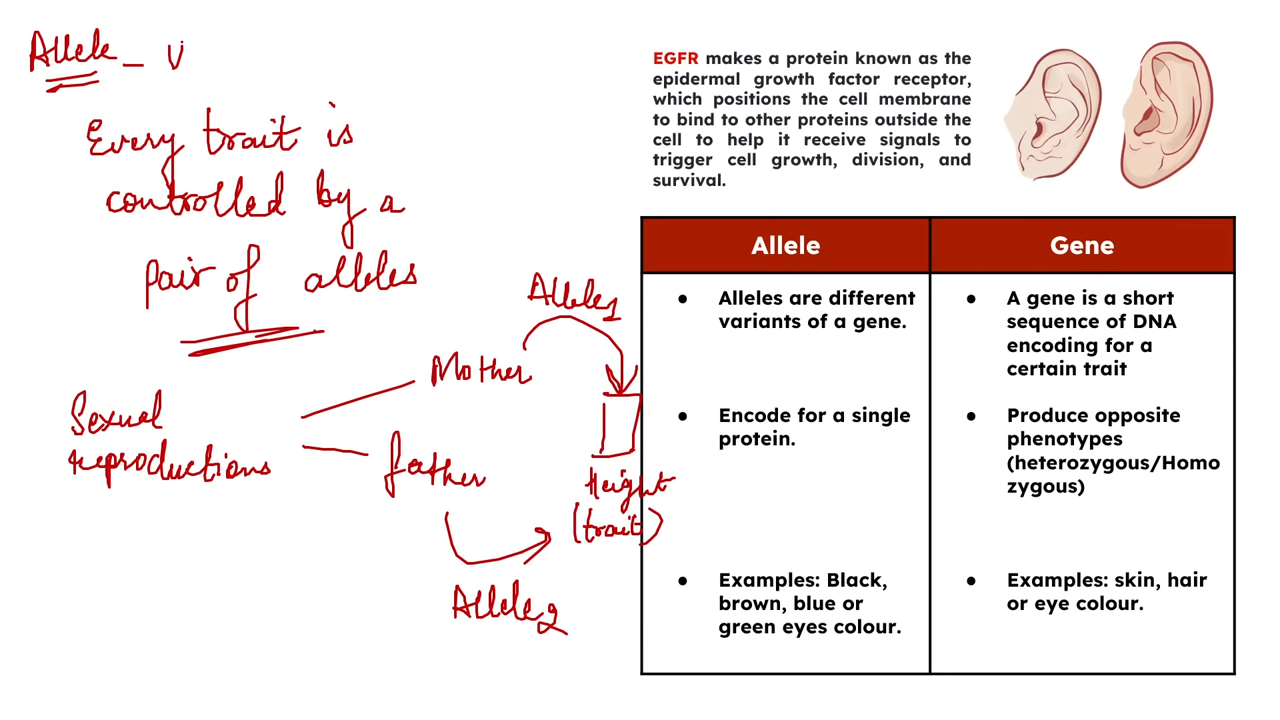 Allele - V
Every trait is
controlled by a
pair of alleles
Sexual
reproductions
Mother
father
Allele1
Height
(trait)
Allele2
EGFR makes a protein known as the
epidermal growth factor receptor,
which positions the cell membrane
to bind to other proteins outside the
cell to help it receive signals to
trigger cell growth, division, and
survival.
Allele
Gene
• Alleles are different
variants of a gene.
• A gene is a short
sequence of DNA
encoding for a
certain trait
• Encode for a single
protein.
• Produce opposite
phenotypes
(heterozygous/Homo
zygous)
• Examples: Black,
brown, blue or
green eyes colour.
• Examples: skin, hair
or eye colour.